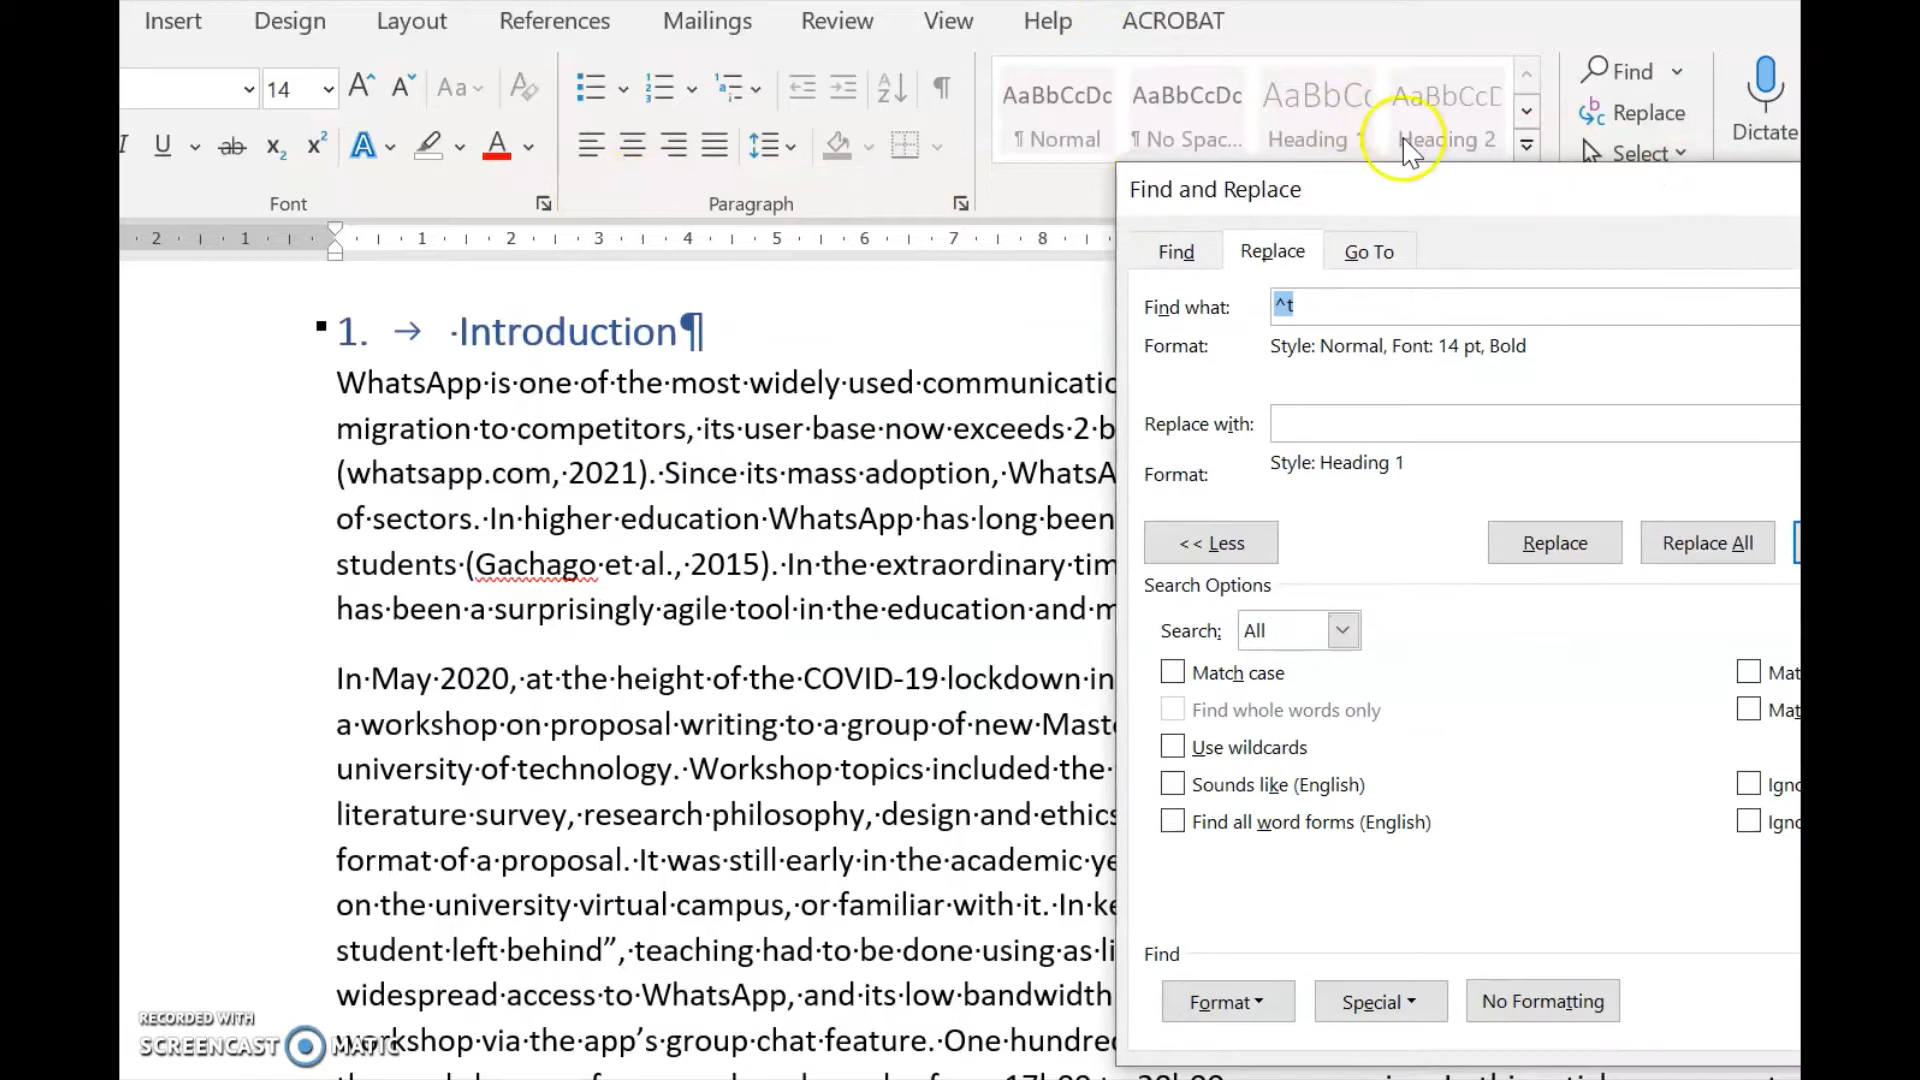 Insert Design Layout References Mailings Review View Help ACROBAT
14 Aa AaBbCcDc AaBbCcDc AaBbCc AaBbCcD Find
¶ Normal ¶ No Spac... Heading 1 Heading 2 Replace
Dictate
Select
Font Paragraph
2 1 1 2 3 4 5 6 7 8
Find and Replace
Find Replace Go To
Find what: ^t
Format: Style: Normal, Font: 14 pt, Bold
Replace with:
Format: Style: Heading 1
<< Less Replace Replace All
Search Options
Search: All
Match case
Find whole words only
Use wildcards
Sounds like (English)
Find all word forms (English)
Find
Format Special No Formatting
1. → ·Introduction¶
WhatsApp·is·one·of·the·most·widely·used·communicatio
migration·to·competitors,·its·user·base·now·exceeds·2·b
(whatsapp.com,·2021).·Since·its·mass·adoption,·WhatsA
of·sectors.·In·higher·education·WhatsApp·has·long·been
students·(Gachago·et·al.,·2015).·In·the·extraordinary·tim
has·been·a·surprisingly·agile·tool·in·the·education·and·m
In·May·2020,·at·the·height·of·the·COVID-19·lockdown·in
a·workshop·on·proposal·writing·to·a·group·of·new·Maste
university·of·technology.·Workshop·topics·included·the·
literature·survey,·research·philosophy,·design·and·ethics
format·of·a·proposal.·It·was·still·early·in·the·academic·ye
on·the·university·virtual·campus,·or·familiar·with·it.·In·ke
student·left·behind”,·teaching·had·to·be·done·using·as·li
widespread·access·to·WhatsApp,·and·its·low·bandwidth
workshop·via·the·app’s·group·chat·feature.·One·hundred
RECORDED WITH
SCREENCAST MATIC